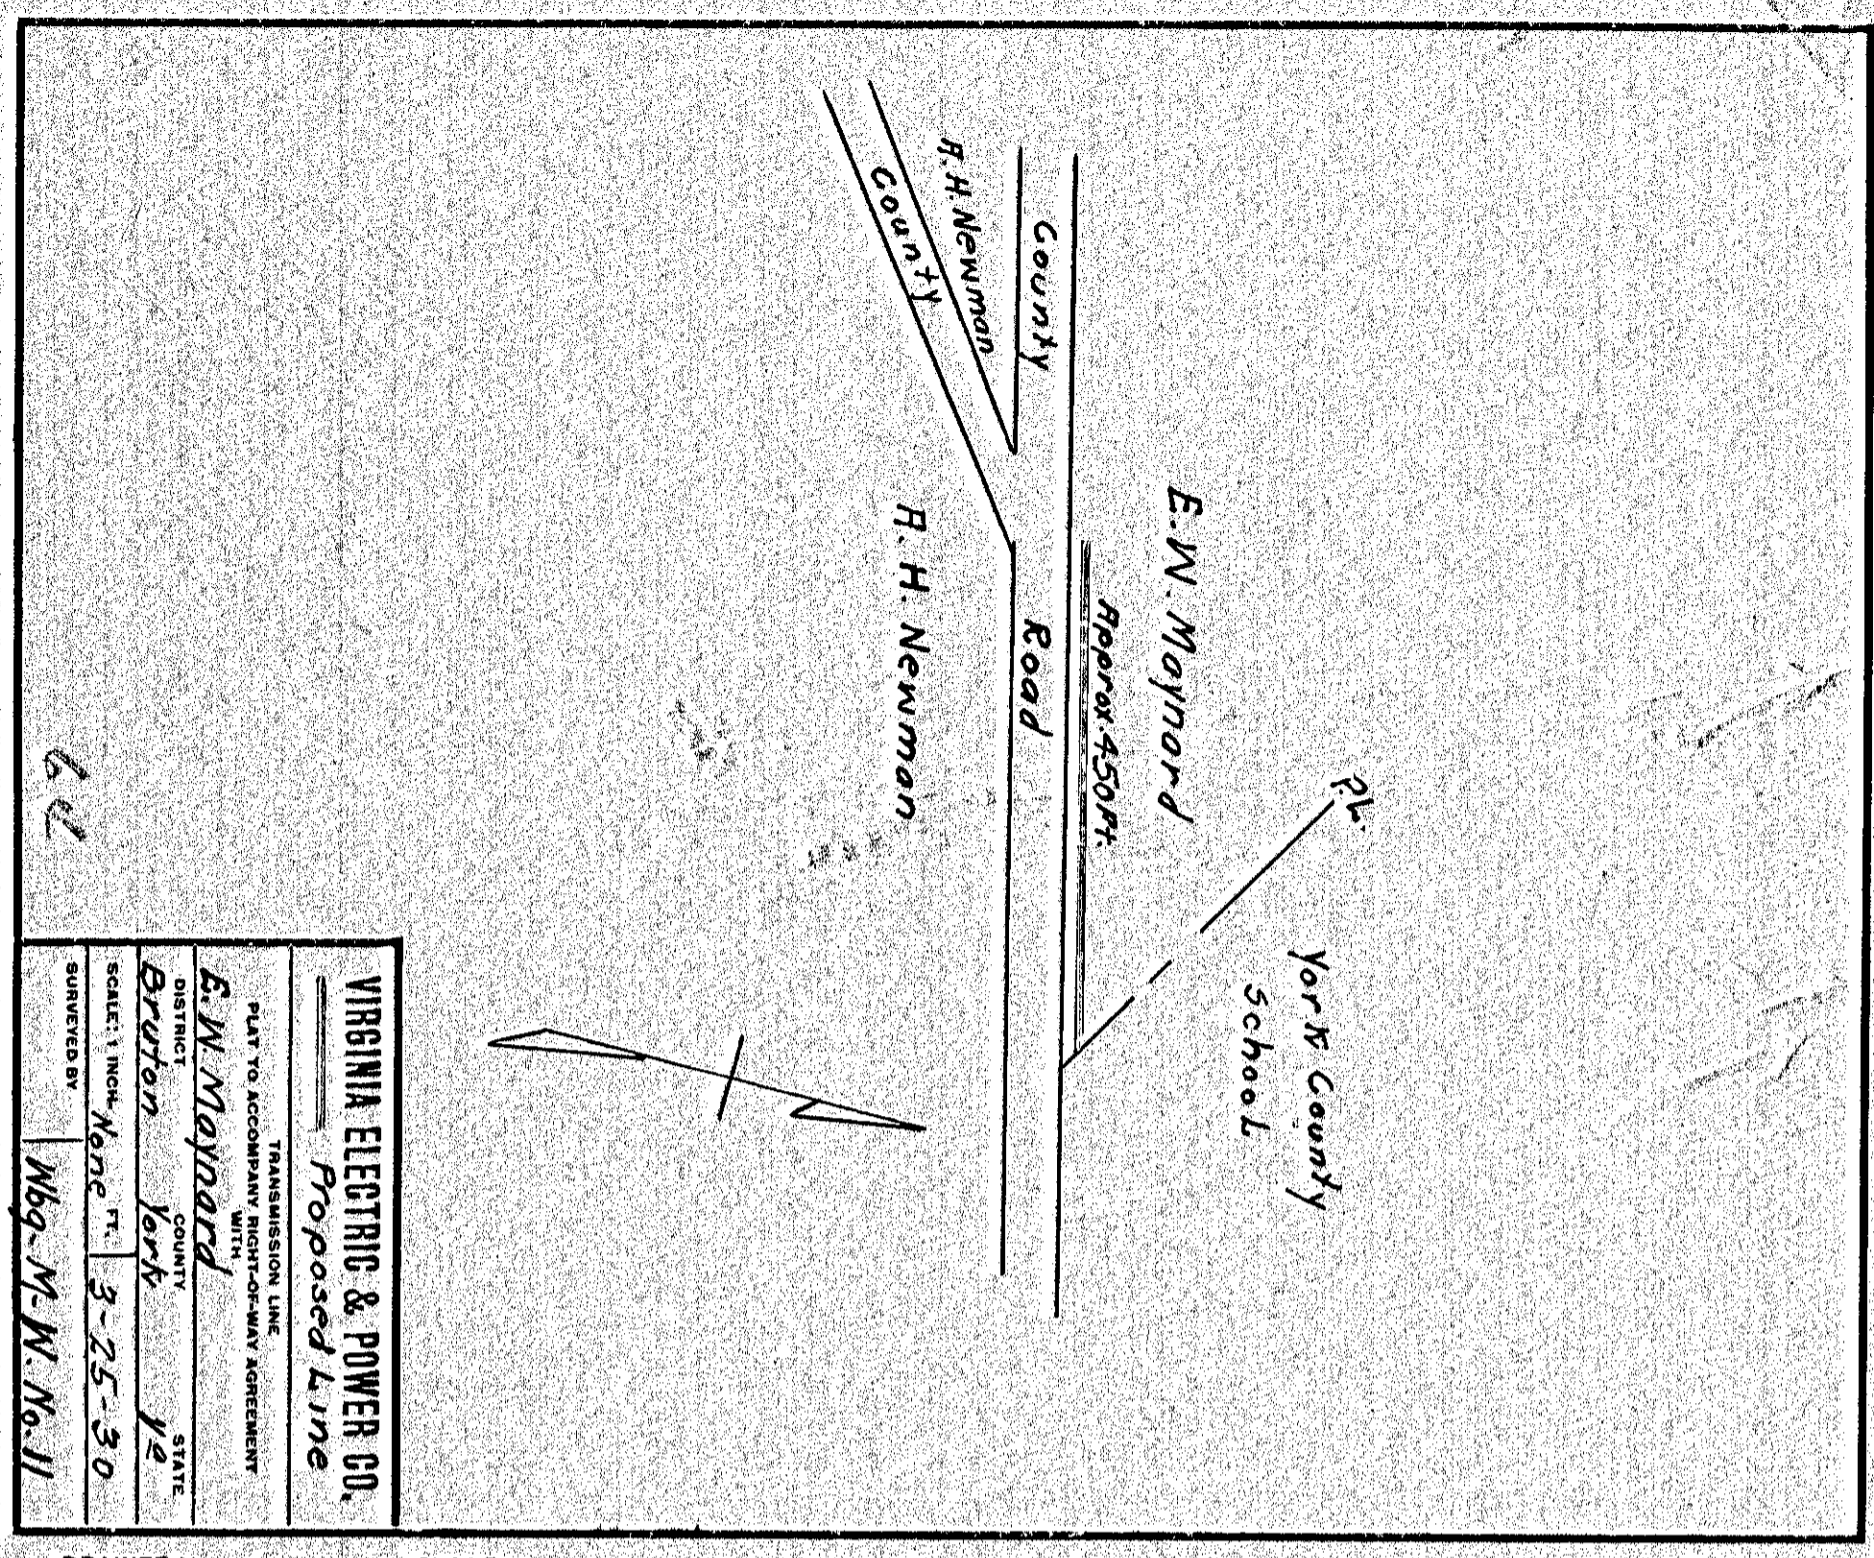 York County
School
P.L.
E.W. Maynard
Approx. 450 Ft.
County
Road
A.H. Newman
County
A. H. Newman
VIRGINIA ELECTRIC & POWER CO.
Proposed Line
TRANSMISSION LINE
PLAT TO ACCOMPANY RIGHT-OF-WAY AGREEMENT
WITH
E.W. Maynard
DISTRICT COUNTY STATE
Bruton York Va
SCALE: 1 INCH None FT. 3-25-30
SURVEYED BY Wbg-M-W. No. 11